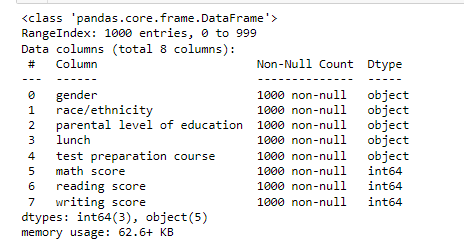 <class 'pandas.core.frame.DataFrame'>
RangeIndex: 1000 entries, 0 to 999
Data columns (total 8 columns):
 #   Column                       Non-Null Count  Dtype
---  ------                       --------------  -----
 0   gender                       1000 non-null   object
 1   race/ethnicity               1000 non-null   object
 2   parental level of education  1000 non-null   object
 3   lunch                        1000 non-null   object
 4   test preparation course      1000 non-null   object
 5   math score                   1000 non-null   int64
 6   reading score                1000 non-null   int64
 7   writing score                1000 non-null   int64
dtypes: int64(3), object(5)
memory usage: 62.6+ KB